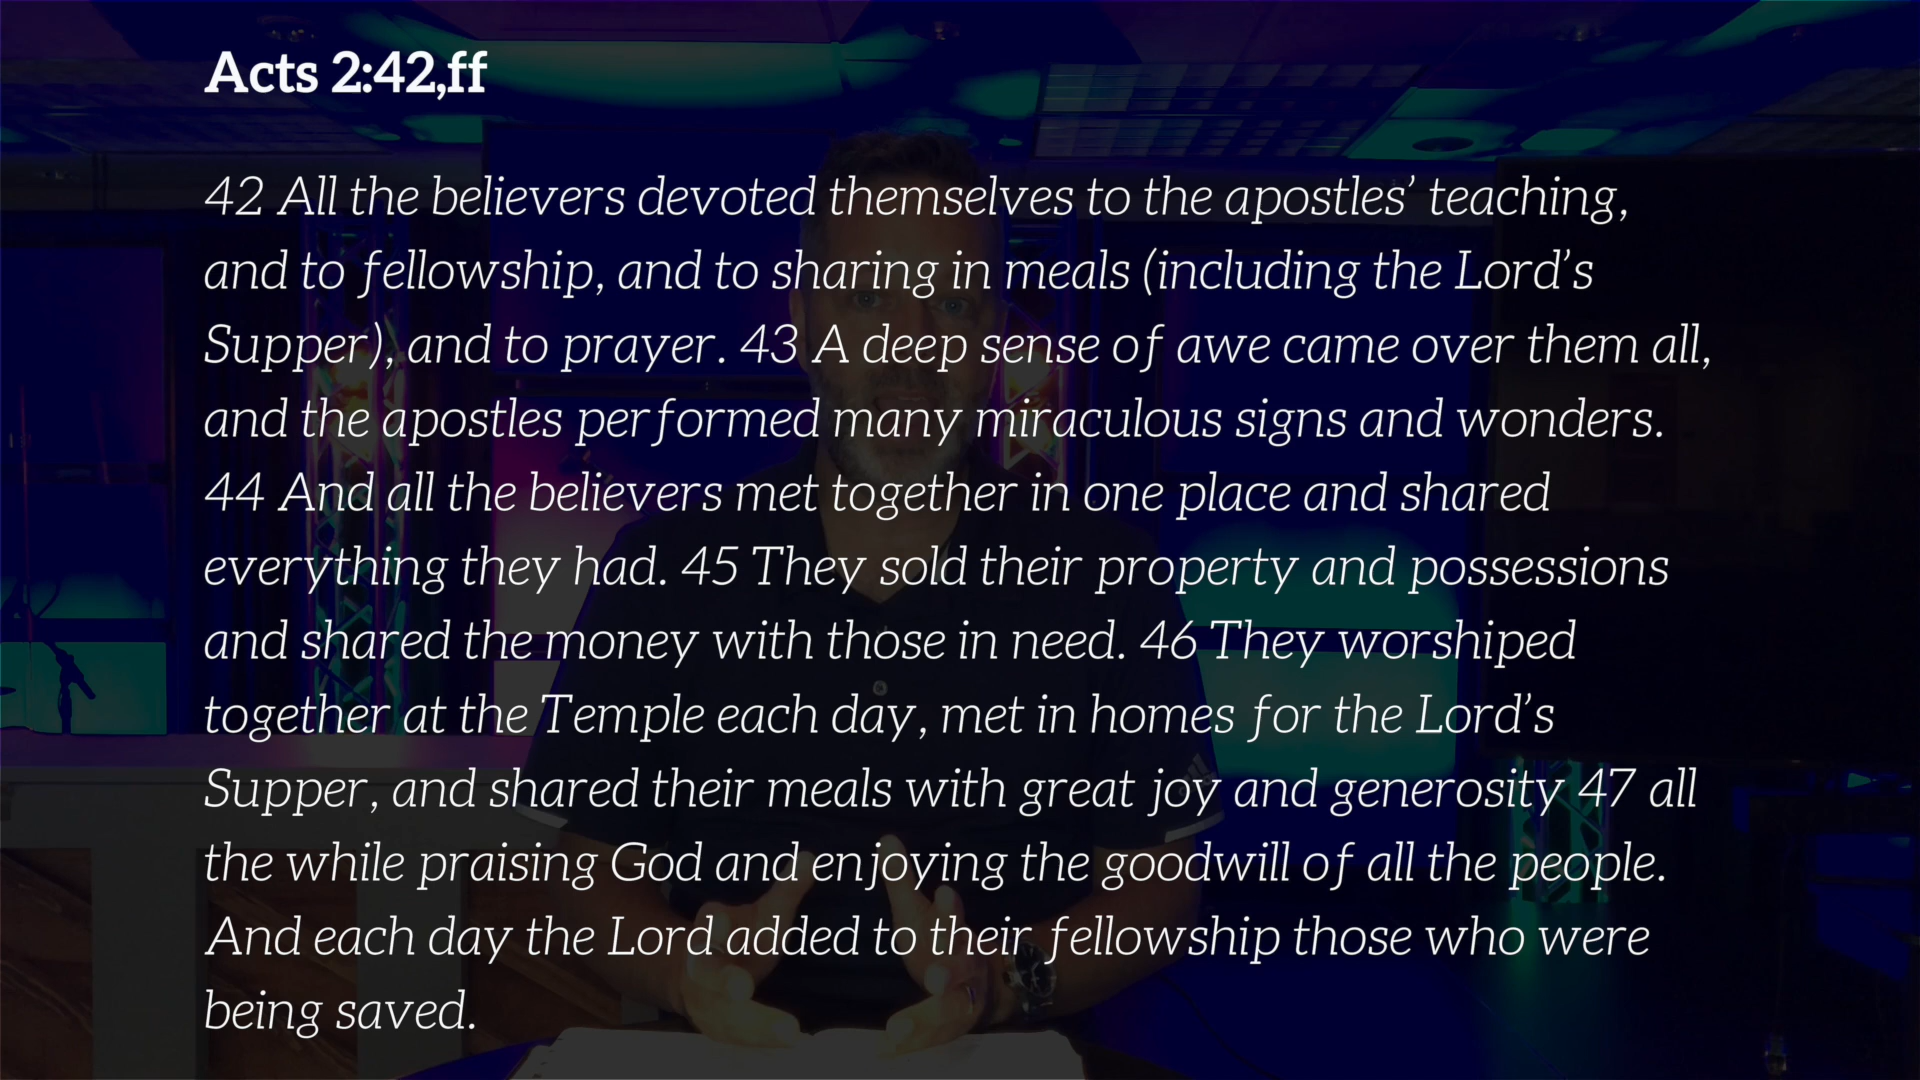 Acts 2:42,ff
42 All the believers devoted themselves to the apostles’ teaching,
and to fellowship, and to sharing in meals (including the Lord’s
Supper), and to prayer. 43 A deep sense of awe came over them all,
and the apostles performed many miraculous signs and wonders.
44 And all the believers met together in one place and shared
everything they had. 45 They sold their property and possessions
and shared the money with those in need. 46 They worshiped
together at the Temple each day, met in homes for the Lord’s
Supper, and shared their meals with great joy and generosity 47 all
the while praising God and enjoying the goodwill of all the people.
And each day the Lord added to their fellowship those who were
being saved.